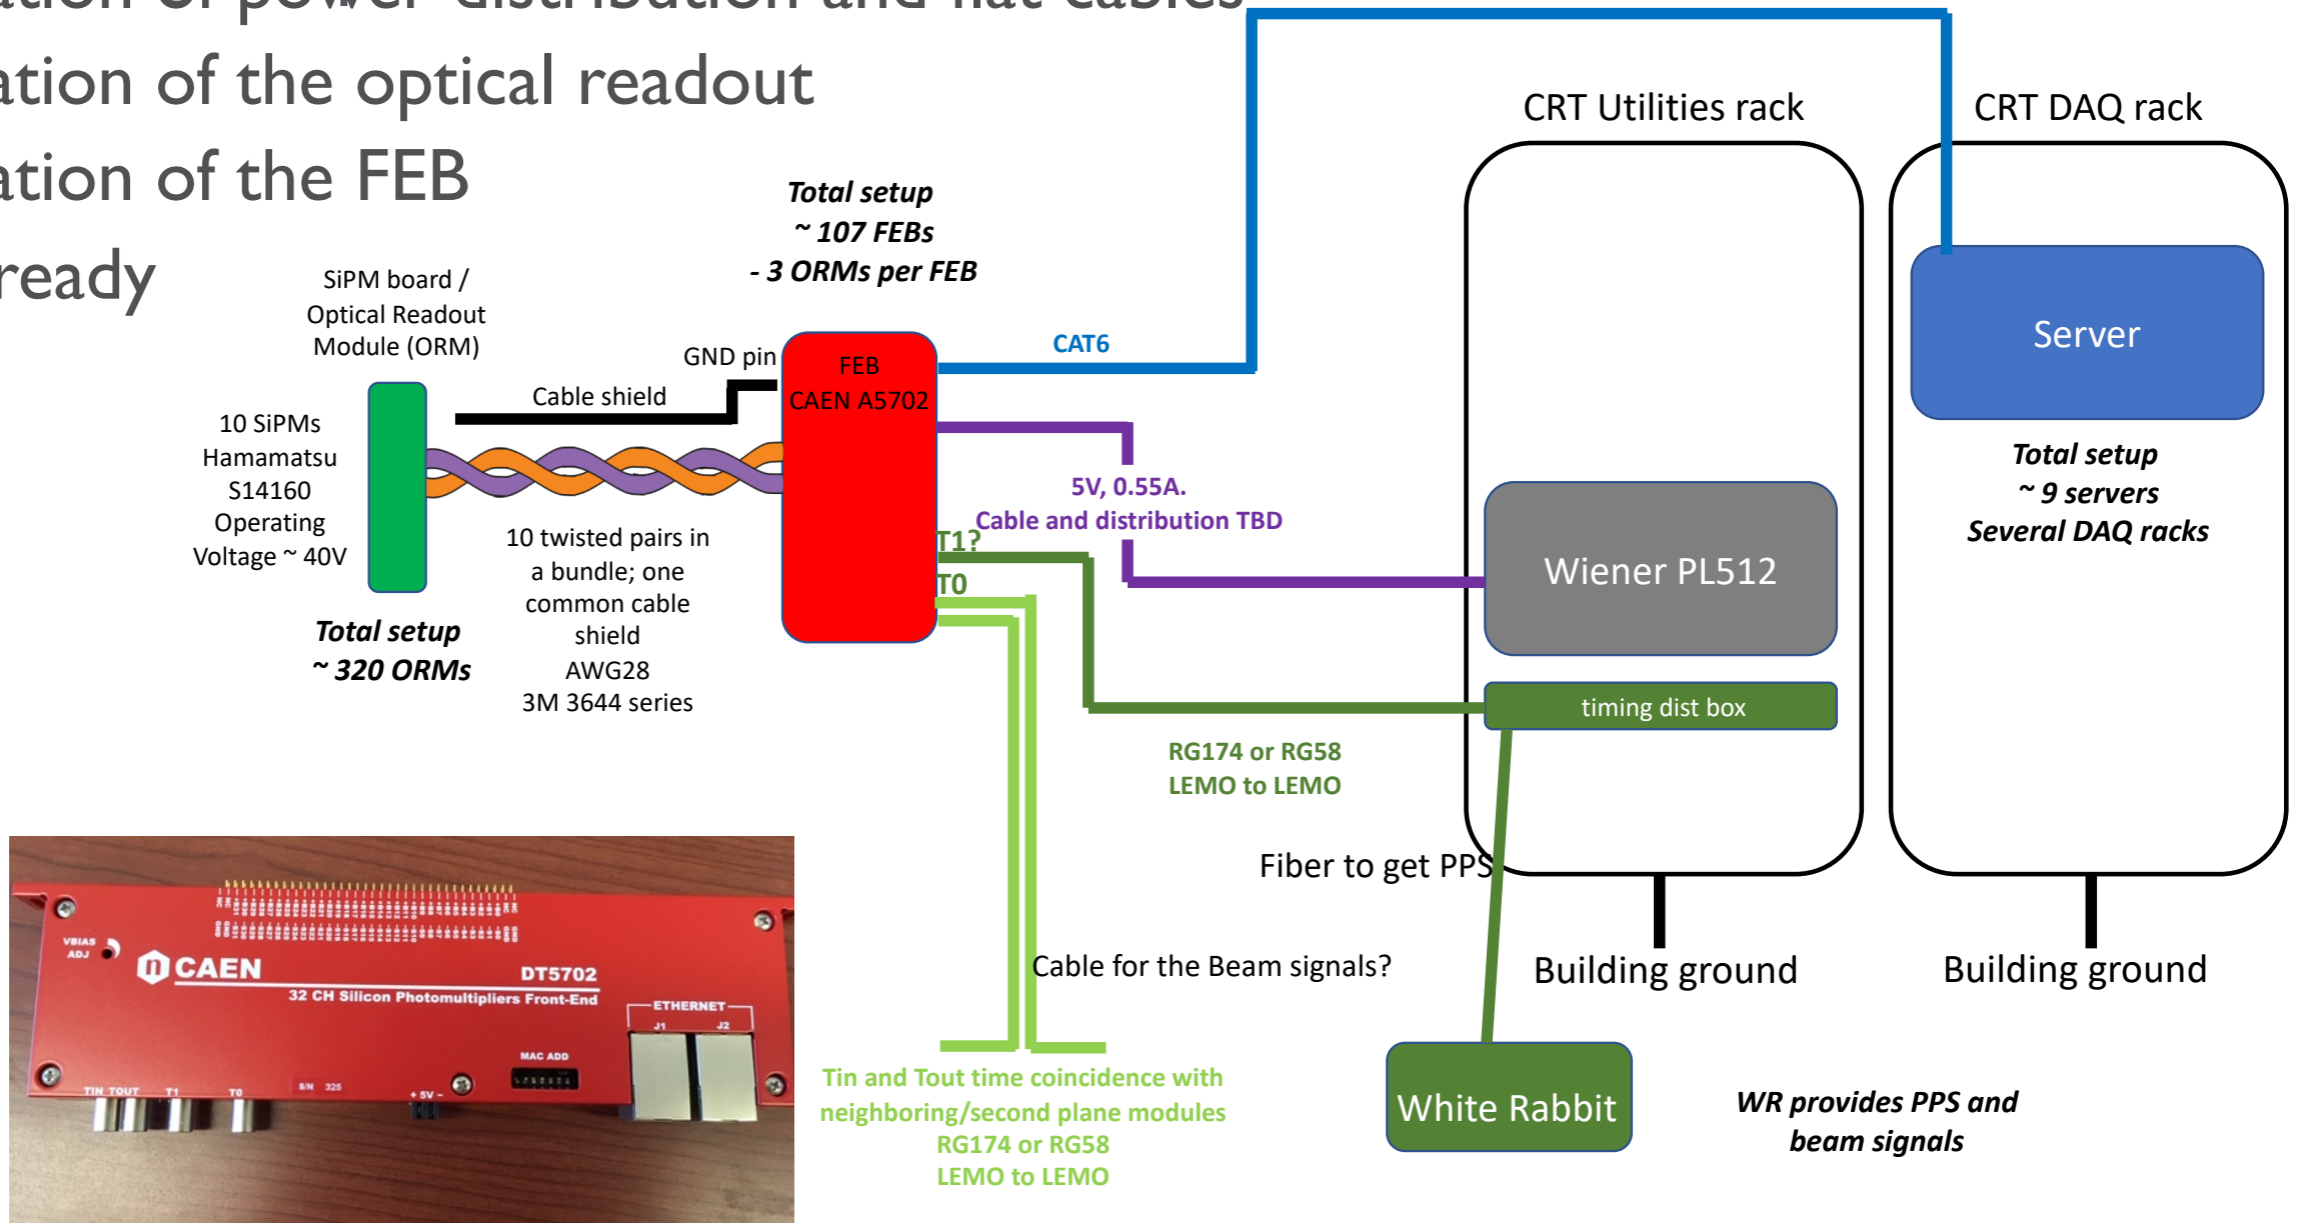 ation of power distribution and flat cables
ation of the optical readout
ation of the FEB
ready
CRT Utilities rack
CRT DAQ rack
Total setup
~ 107 FEBs
- 3 ORMs per FEB
SiPM board /
Optical Readout
Module (ORM)
GND pin
Cable shield
FEB
CAEN A5702
CAT6
Server
10 SiPMs
Hamamatsu
S14160
Operating
Voltage ~ 40V
Total setup
~ 320 ORMs
10 twisted pairs in
a bundle; one
common cable
shield
AWG28
3M 3644 series
5V, 0.55A.
Cable and distribution TBD
T1?
T0
Total setup
~ 9 servers
Several DAQ racks
Wiener PL512
timing dist box
RG174 or RG58
LEMO to LEMO
Fiber to get PPS
Cable for the Beam signals?
Building ground
Building ground
Tin and Tout time coincidence with
neighboring/second plane modules
RG174 or RG58
LEMO to LEMO
White Rabbit
WR provides PPS and
beam signals
VBIAS
ADJ
n CAEN
DT5702
32 CH Silicon Photomultipliers Front-End
ETHERNET
J1 J2
MAC ADD
TIN TOUT T1 T0
S/N 325
+ 5V -